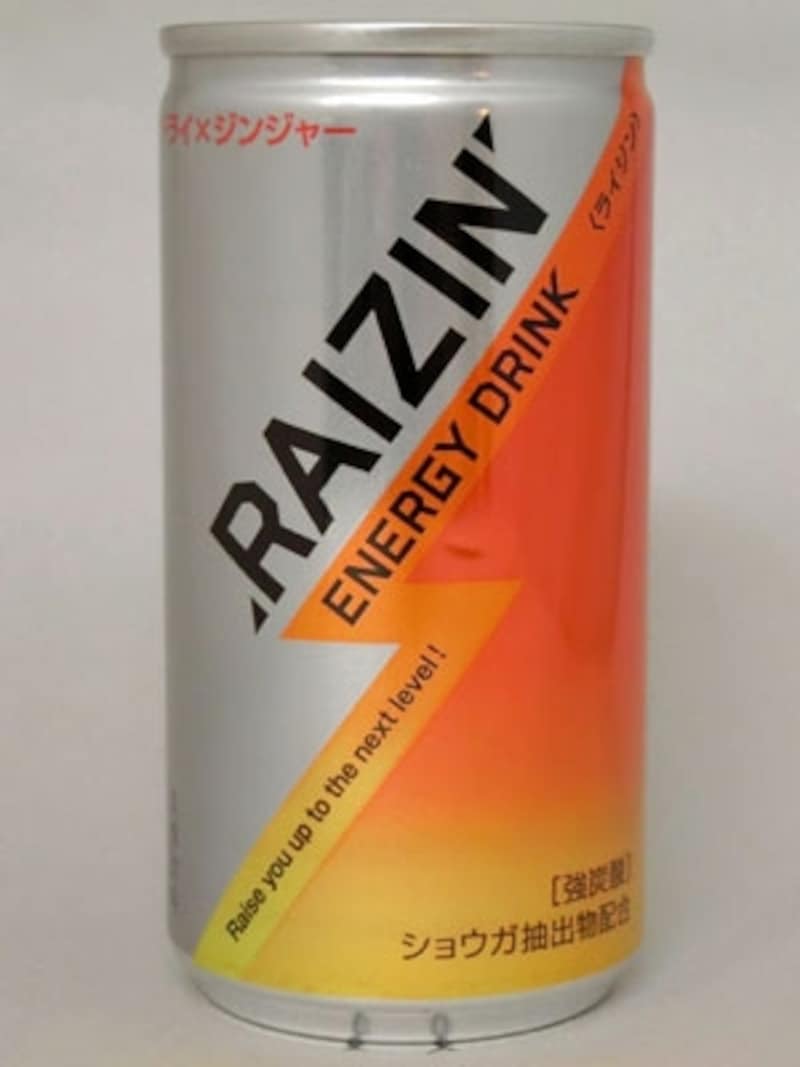 ライ×ジンジャー
RAIZIN
〈ライジン〉
ENERGY DRINK
Raise you up to the next level!
[強炭酸]
ショウガ抽出物配合